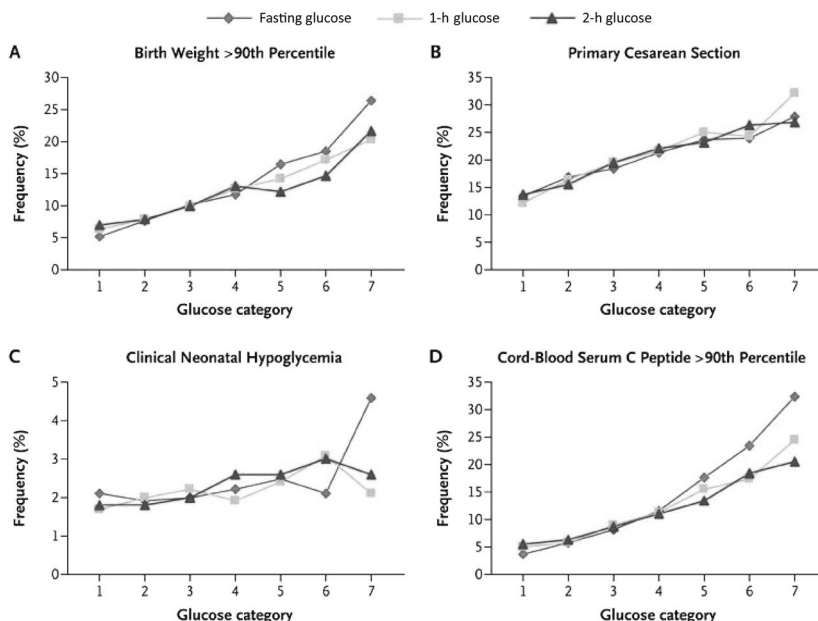 Fasting glucose 1-h glucose 2-h glucose
A Birth Weight >90th Percentile
Frequency (%)
30
25
20
15
10
5
0
1 2 3 4 5 6 7
Glucose category
B Primary Cesarean Section
Frequency (%)
35
30
25
20
15
10
5
0
1 2 3 4 5 6 7
Glucose category
C Clinical Neonatal Hypoglycemia
Frequency (%)
5
4
3
2
1
0
1 2 3 4 5 6 7
Glucose category
D Cord-Blood Serum C Peptide >90th Percentile
Frequency (%)
35
30
25
20
15
10
5
0
1 2 3 4 5 6 7
Glucose category